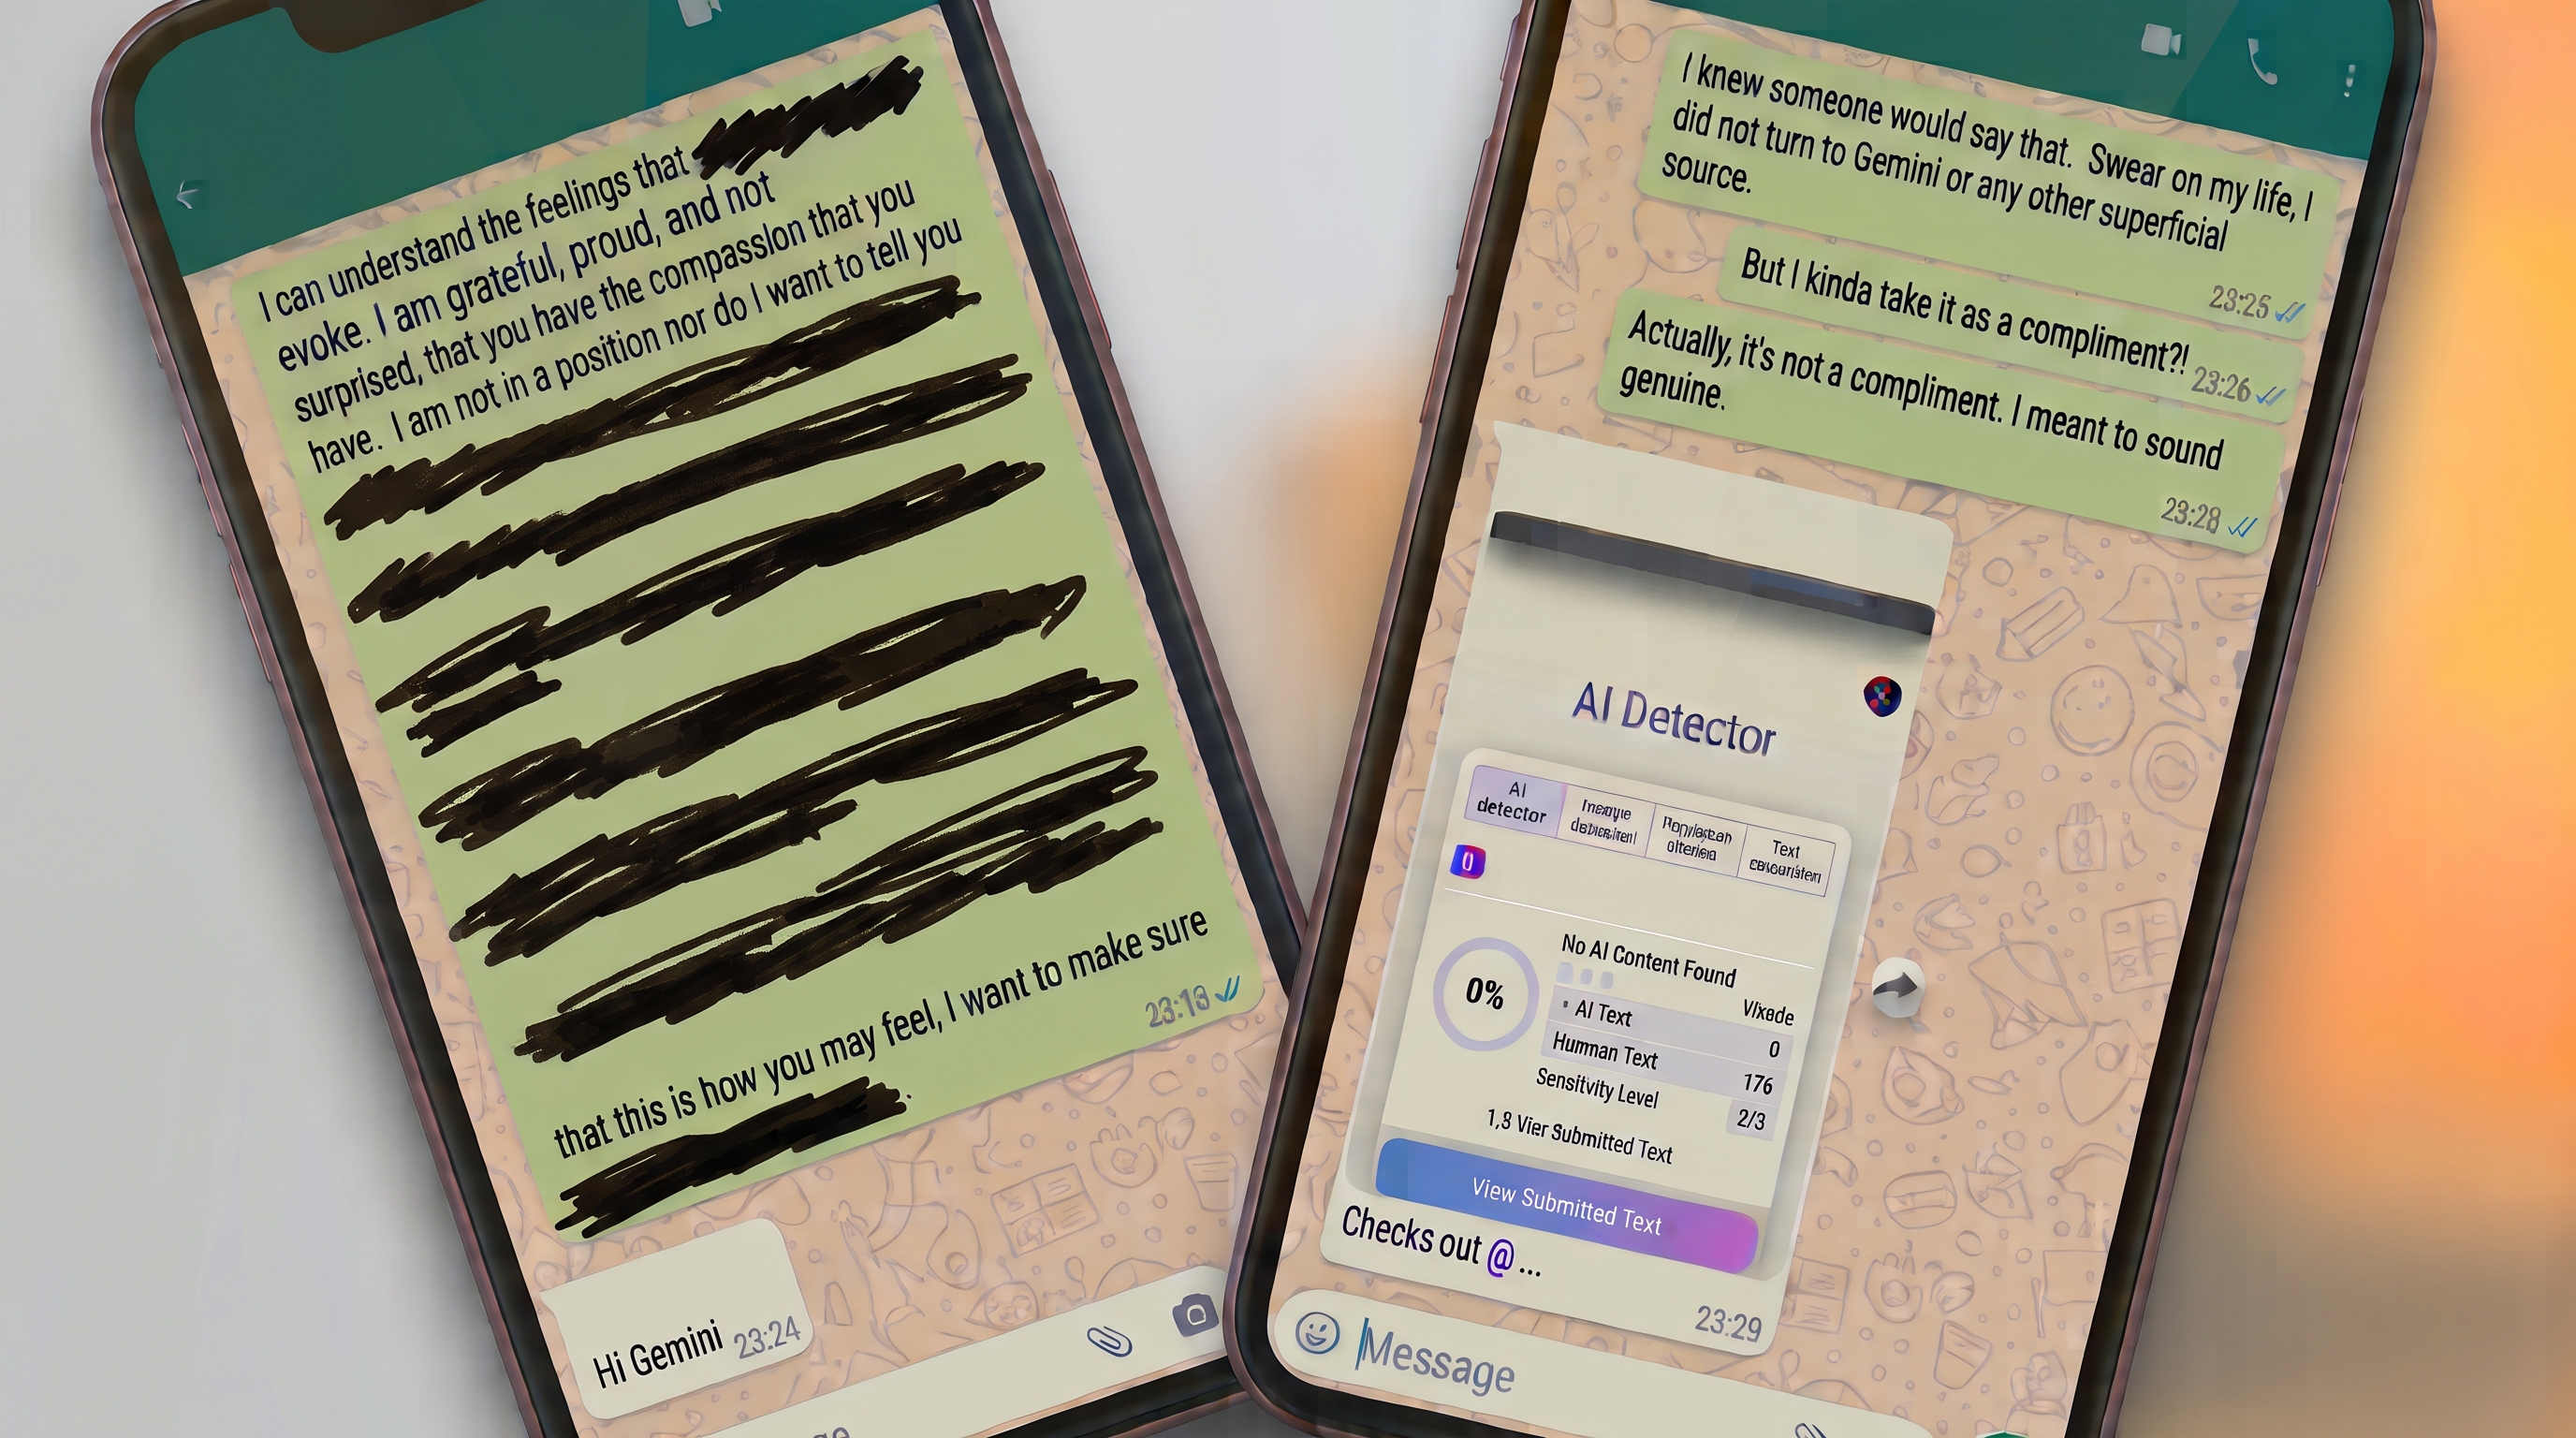 I can understand the feelings that
evoke. I am grateful, proud, and not
surprised, that you have the compassion that you
have. I am not in a position nor do I want to tell you
that this is how you may feel, I want to make sure
Hi Gemini 23:24
I knew someone would say that. Swear on my life, I
did not turn to Gemini or any other superficial
source.
23:25
But I kinda take it as a compliment?! 23:26
Actually, it's not a compliment. I meant to sound
genuine.
23:28
AI Detector
AI
detector
Text
0
0%
No AI Content Found
AI Text
0
Human Text
176
Sensitvity Level
2/3
Submitted Text
View Submitted Text
Checks out @ ...
23:29
Message